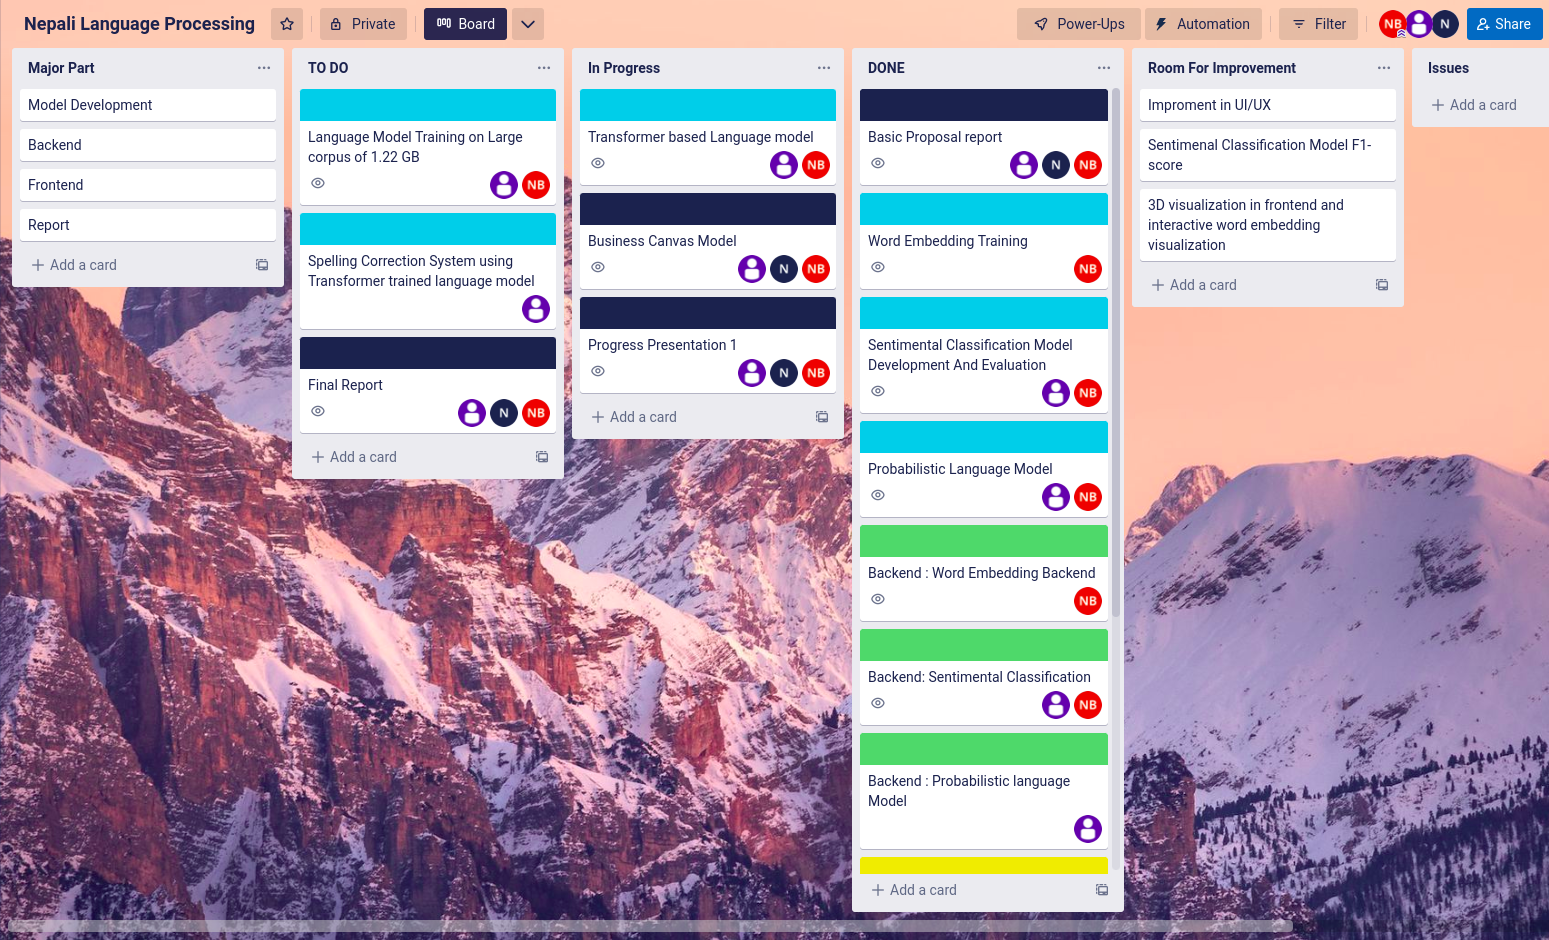 Nepali Language Processing
Private
Board
Power-Ups
Automation
Filter
NB
N
Share
Major Part
Model Development
Backend
Frontend
Report
Add a card
TO DO
Language Model Training on Large
corpus of 1.22 GB
NB
Spelling Correction System using
Transformer trained language model
Final Report
N NB
Add a card
In Progress
Transformer based Language model
NB
Business Canvas Model
N NB
Progress Presentation 1
N NB
Add a card
DONE
Basic Proposal report
N NB
Word Embedding Training
NB
Sentimental Classification Model
Development And Evaluation
NB
Probabilistic Language Model
NB
Backend : Word Embedding Backend
NB
Backend: Sentimental Classification
NB
Backend : Probabilistic language
Model
Add a card
Room For Improvement
Improment in UI/UX
Sentimenal Classification Model F1-
score
3D visualization in frontend and
interactive word embedding
visualization
Add a card
Issues
Add a card